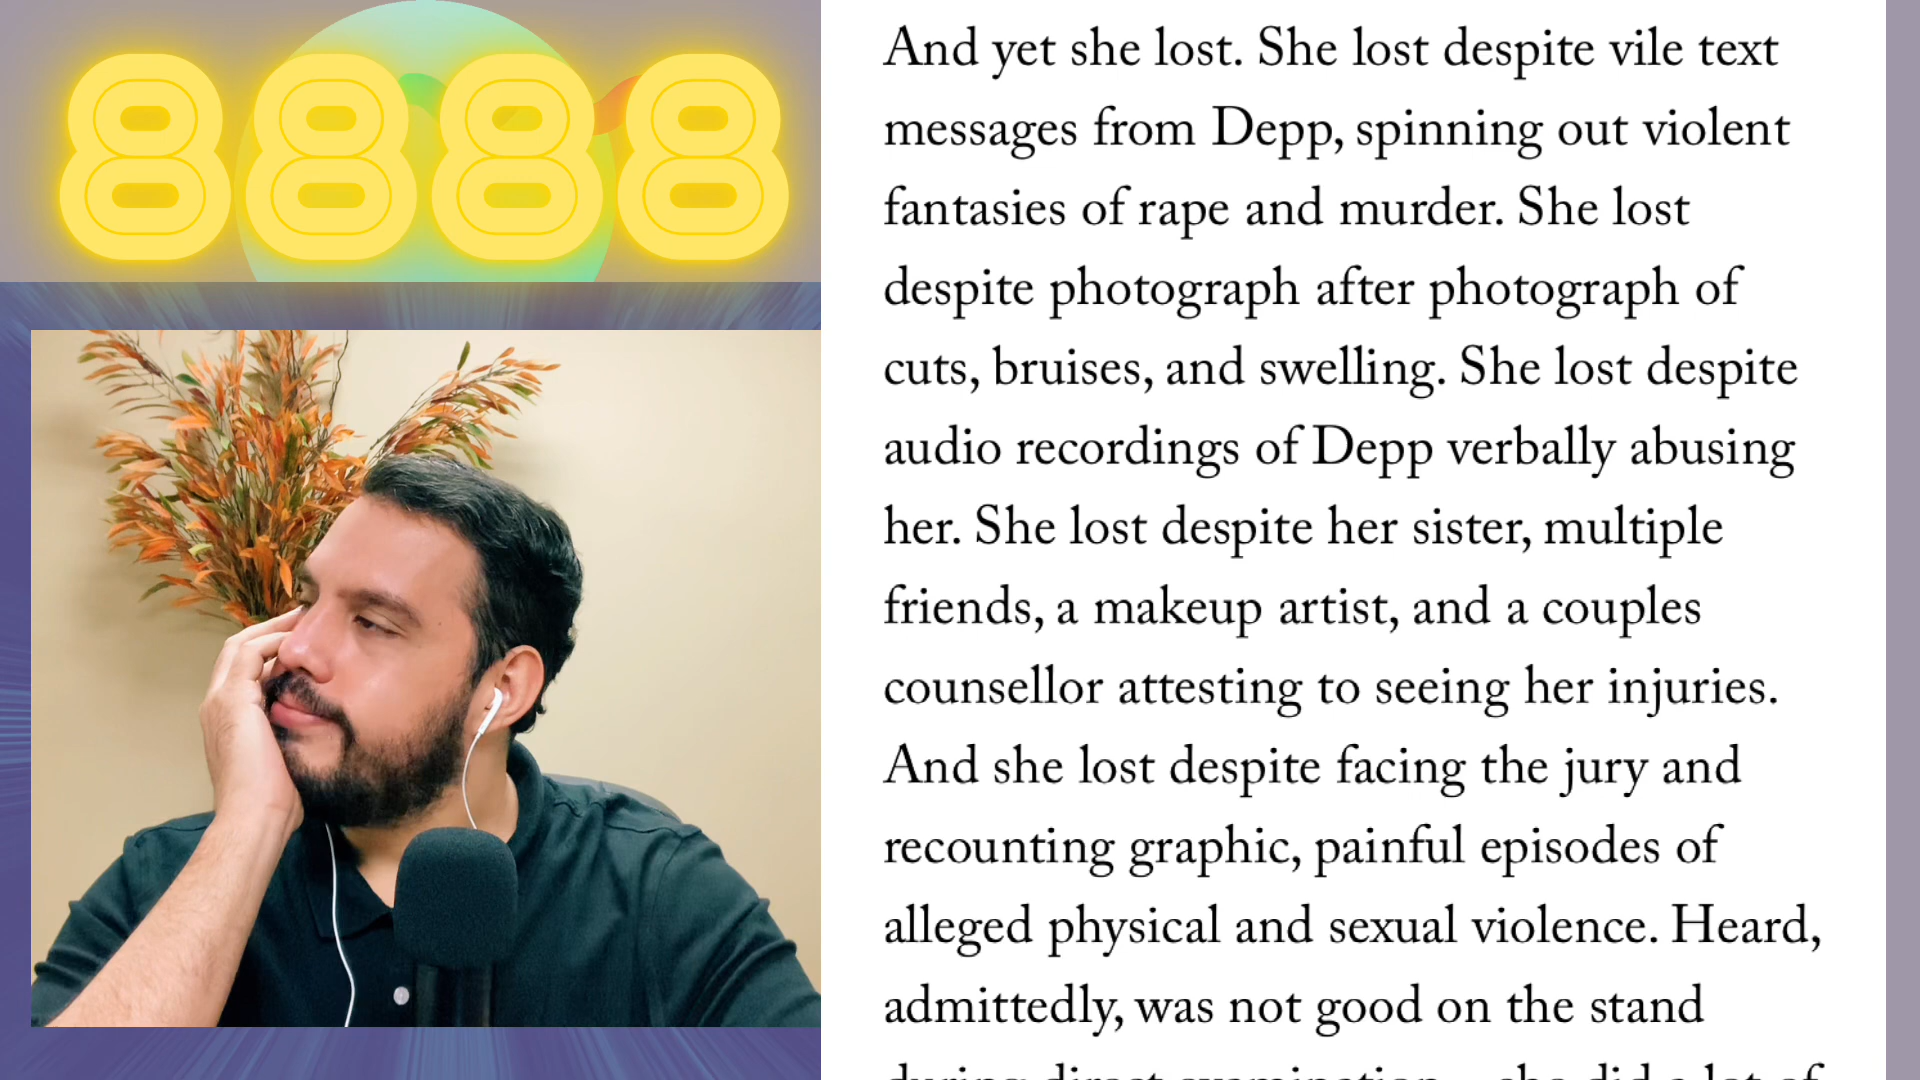 8888
And yet she lost. She lost despite vile text
messages from Depp, spinning out violent
fantasies of rape and murder. She lost
despite photograph after photograph of
cuts, bruises, and swelling. She lost despite
audio recordings of Depp verbally abusing
her. She lost despite her sister, multiple
friends, a makeup artist, and a couples
counsellor attesting to seeing her injuries.
And she lost despite facing the jury and
recounting graphic, painful episodes of
alleged physical and sexual violence. Heard,
admittedly, was not good on the stand